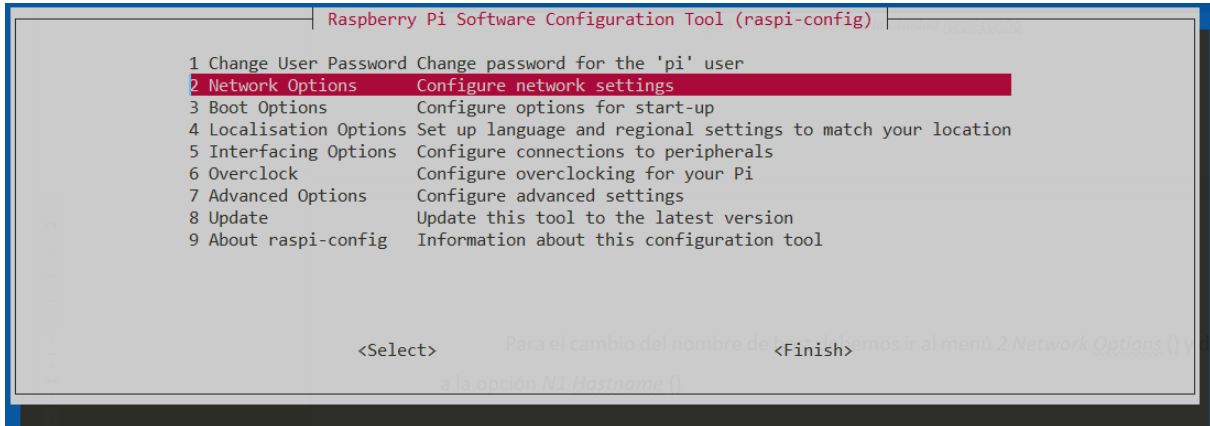 Raspberry Pi Software Configuration Tool (raspi-config)
1 Change User Password Change password for the 'pi' user
2 Network Options Configure network settings
3 Boot Options Configure options for start-up
4 Localisation Options Set up language and regional settings to match your location
5 Interfacing Options Configure connections to peripherals
6 Overclock Configure overclocking for your Pi
7 Advanced Options Configure advanced settings
8 Update Update this tool to the latest version
9 About raspi-config Information about this configuration tool
<Select> <Finish>
Para el cambio del nombre de emos ir al menú 2 Network Options () y
a la opción N1 Hostname ()